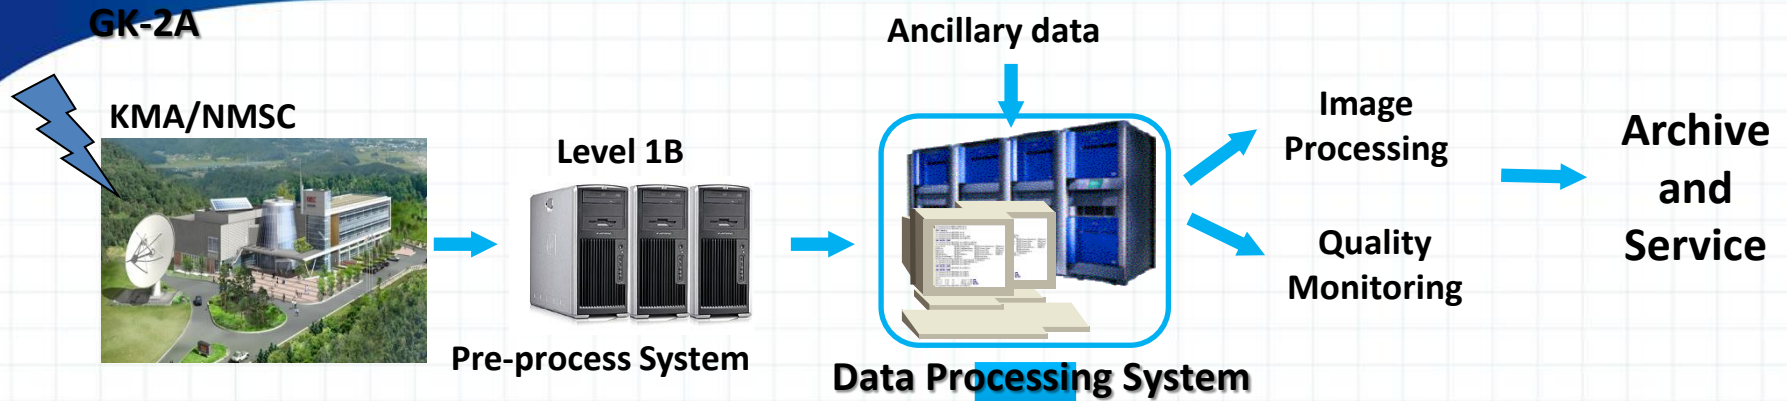 GK-2A
Ancillary data
KMA/NMSC
Level 1B
Image
Processing
Archive
and
Service
Quality
Monitoring
Pre-process System
Data Processing System